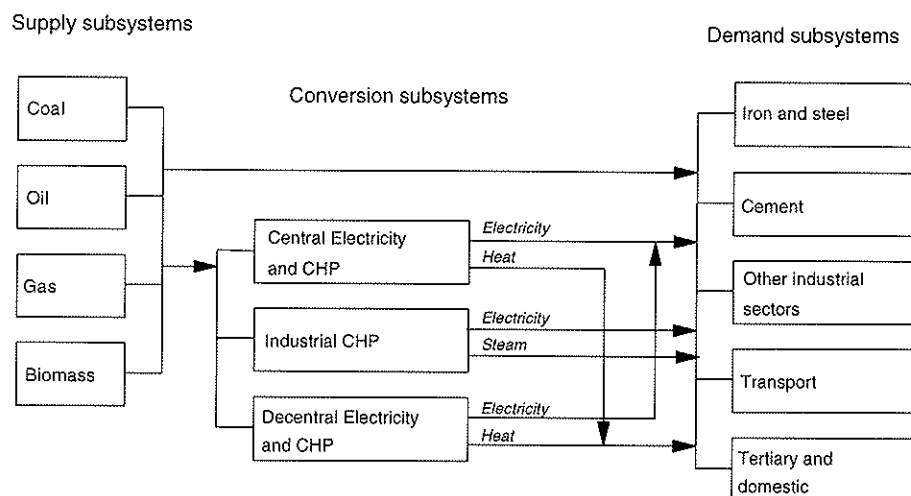 Supply subsystems
Coal
Oil
Gas
Biomass
Conversion subsystems
Central Electricity
and CHP
Industrial CHP
Decentral Electricity
and CHP
Electricity
Heat
Electricity
Steam
Electricity
Heat
Demand subsystems
Iron and steel
Cement
Other industrial
sectors
Transport
Tertiary and
domestic